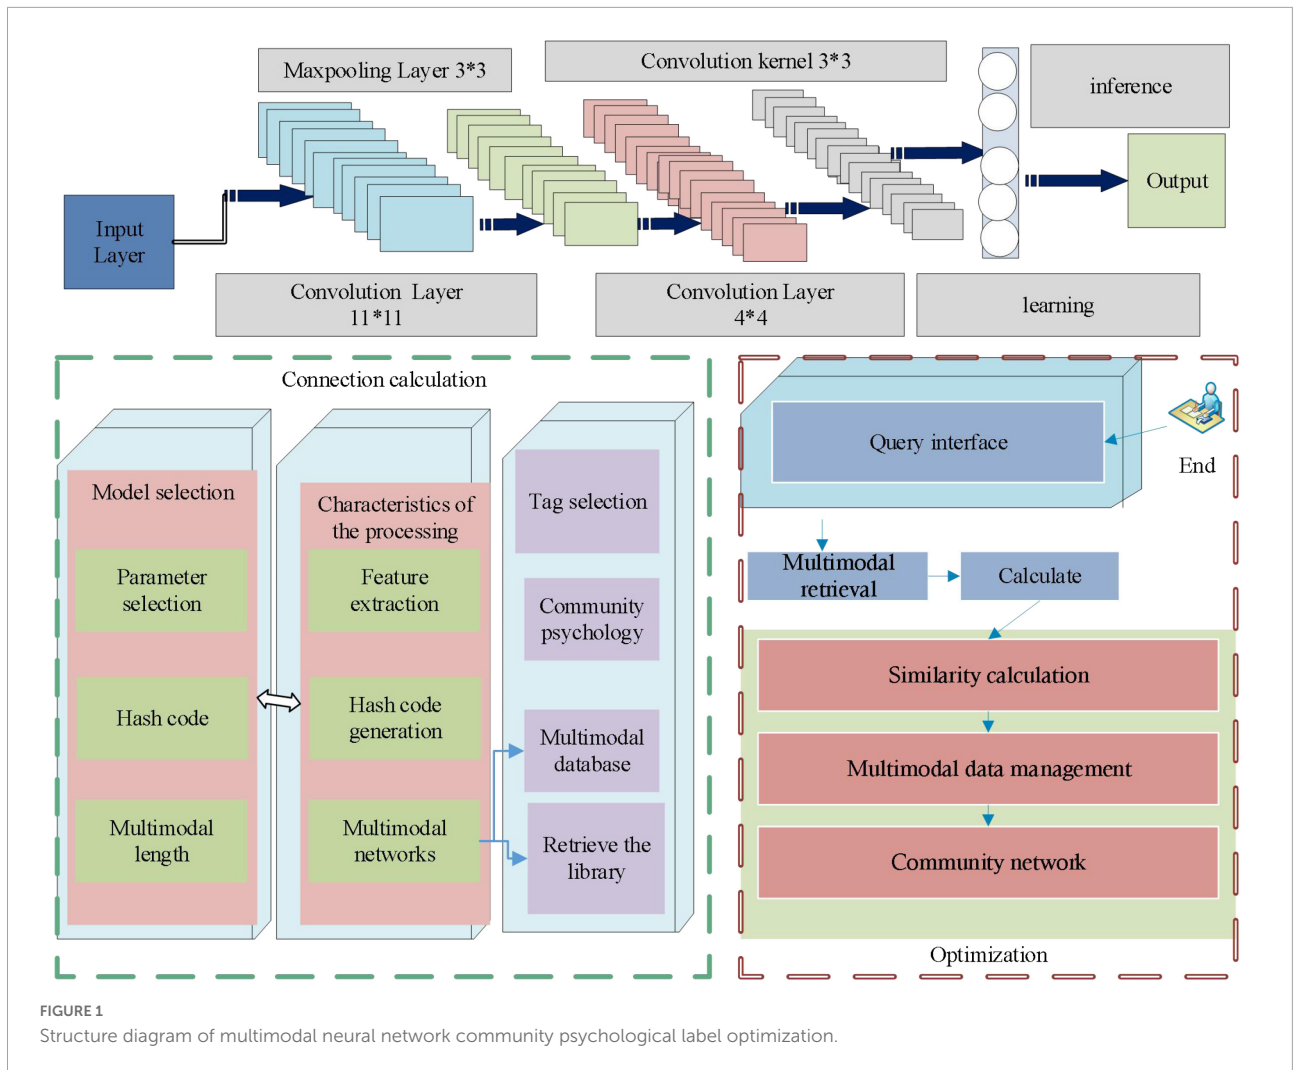 Maxpooling Layer 3*3
Convolution kernel 3*3
inference
Input
Layer
Output
Convolution Layer
11*11
Convolution Layer
4*4
learning
Connection calculation
Model selection
Parameter
selection
Hash code
Multimodal
length
Characteristics of
the processing
Feature
extraction
Hash code
generation
Multimodal
networks
Tag selection
Community
psychology
Multimodal
database
Retrieve the
library
Query interface
End
Multimodal
retrieval
Calculate
Similarity calculation
Multimodal data management
Community network
Optimization
FIGURE 1
Structure diagram of multimodal neural network community psychological label optimization.